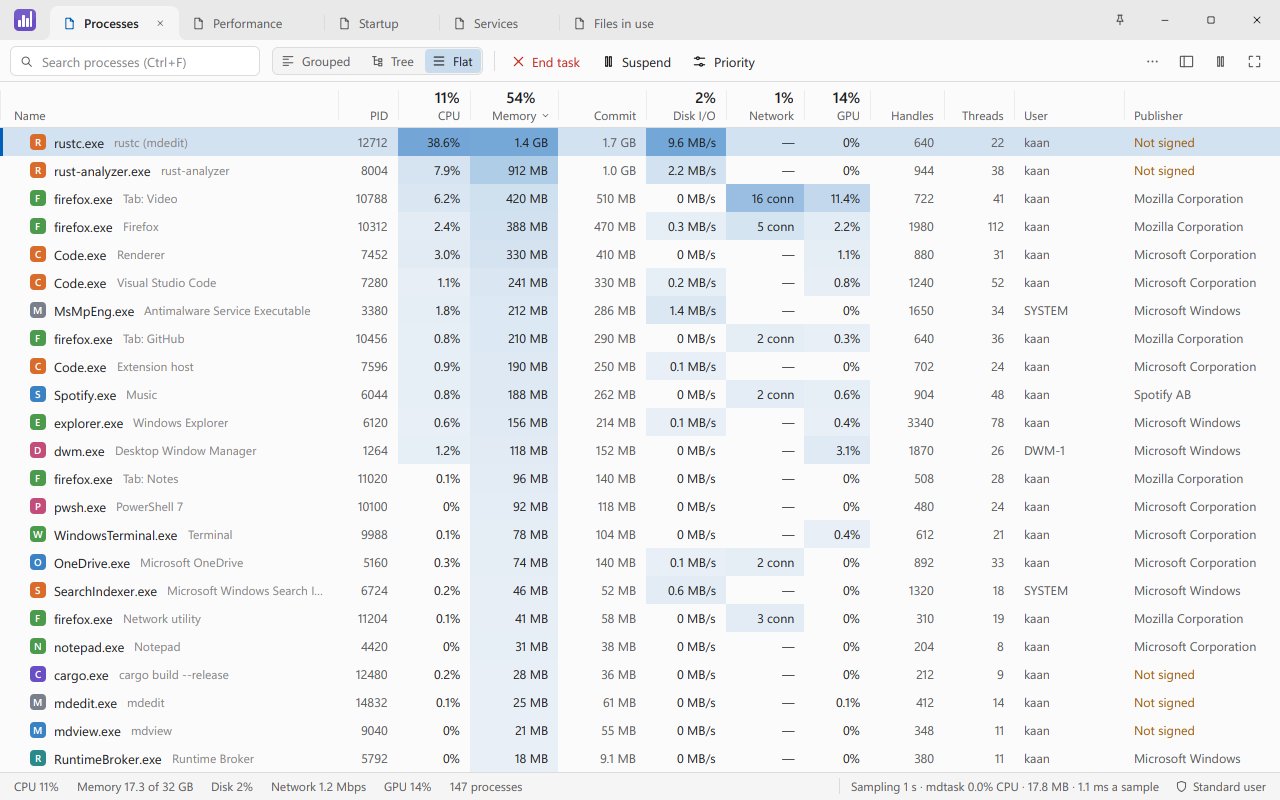 Processes × Performance Startup Services Files in use
Search processes (Ctrl+F) Grouped Tree Flat End task Suspend Priority
11% 54% 2% 1% 14%
Name PID CPU Memory Commit Disk I/O Network GPU Handles Threads User Publisher
R rustc.exe rustc (mdedit) 12712 38.6% 1.4 GB 1.7 GB 9.6 MB/s — 0% 640 22 kaan Not signed
R rust-analyzer.exe rust-analyzer 8004 7.9% 912 MB 1.0 GB 2.2 MB/s — 0% 944 38 kaan Not signed
F firefox.exe Tab: Video 10788 6.2% 420 MB 510 MB 0 MB/s 16 conn 11.4% 722 41 kaan Mozilla Corporation
F firefox.exe Firefox 10312 2.4% 388 MB 470 MB 0.3 MB/s 5 conn 2.2% 1980 112 kaan Mozilla Corporation
C Code.exe Renderer 7452 3.0% 330 MB 410 MB 0 MB/s — 1.1% 880 31 kaan Microsoft Corporation
C Code.exe Visual Studio Code 7280 1.1% 241 MB 330 MB 0.2 MB/s — 0.8% 1240 52 kaan Microsoft Corporation
M MsMpEng.exe Antimalware Service Executable 3380 1.8% 212 MB 286 MB 1.4 MB/s — 0% 1650 34 SYSTEM Microsoft Windows
F firefox.exe Tab: GitHub 10456 0.8% 210 MB 290 MB 0 MB/s 2 conn 0.3% 640 36 kaan Mozilla Corporation
C Code.exe Extension host 7596 0.9% 190 MB 250 MB 0.1 MB/s — 0% 702 24 kaan Microsoft Corporation
S Spotify.exe Music 6044 0.8% 188 MB 262 MB 0 MB/s 2 conn 0.6% 904 48 kaan Spotify AB
E explorer.exe Windows Explorer 6120 0.6% 156 MB 214 MB 0.1 MB/s — 0.4% 3340 78 kaan Microsoft Windows
D dwm.exe Desktop Window Manager 1264 1.2% 118 MB 152 MB 0 MB/s — 3.1% 1870 26 DWM-1 Microsoft Windows
F firefox.exe Tab: Notes 11020 0.1% 96 MB 140 MB 0 MB/s — 0% 508 28 kaan Mozilla Corporation
P pwsh.exe PowerShell 7 10100 0% 92 MB 118 MB 0 MB/s — 0% 480 24 kaan Microsoft Corporation
W WindowsTerminal.exe Terminal 9988 0.1% 78 MB 104 MB 0 MB/s — 0.4% 612 21 kaan Microsoft Corporation
O OneDrive.exe Microsoft OneDrive 5160 0.3% 74 MB 140 MB 0.1 MB/s 2 conn 0% 892 33 kaan Microsoft Corporation
S SearchIndexer.exe Microsoft Windows Search I... 6724 0.2% 46 MB 52 MB 0.6 MB/s — 0% 1320 18 SYSTEM Microsoft Windows
F firefox.exe Network utility 11204 0.1% 41 MB 58 MB 0 MB/s 3 conn 0% 310 19 kaan Mozilla Corporation
N notepad.exe Notepad 4420 0% 31 MB 38 MB 0 MB/s — 0% 204 8 kaan Microsoft Corporation
C cargo.exe cargo build --release 12480 0.2% 28 MB 36 MB 0 MB/s — 0% 212 9 kaan Not signed
M mdedit.exe mdedit 14832 0.1% 25 MB 61 MB 0 MB/s — 0.1% 412 14 kaan Not signed
M mdview.exe mdview 9040 0% 21 MB 55 MB 0 MB/s — 0% 348 11 kaan Not signed
R RuntimeBroker.exe Runtime Broker 5792 0% 18 MB 9.1 MB 0 MB/s — 0% 380 11 kaan Microsoft Windows
CPU 11% Memory 17.3 of 32 GB Disk 2% Network 1.2 Mbps GPU 14% 147 processes Sampling 1 s · mdtask 0.0% CPU · 17.8 MB · 1.1 ms a sample Standard user